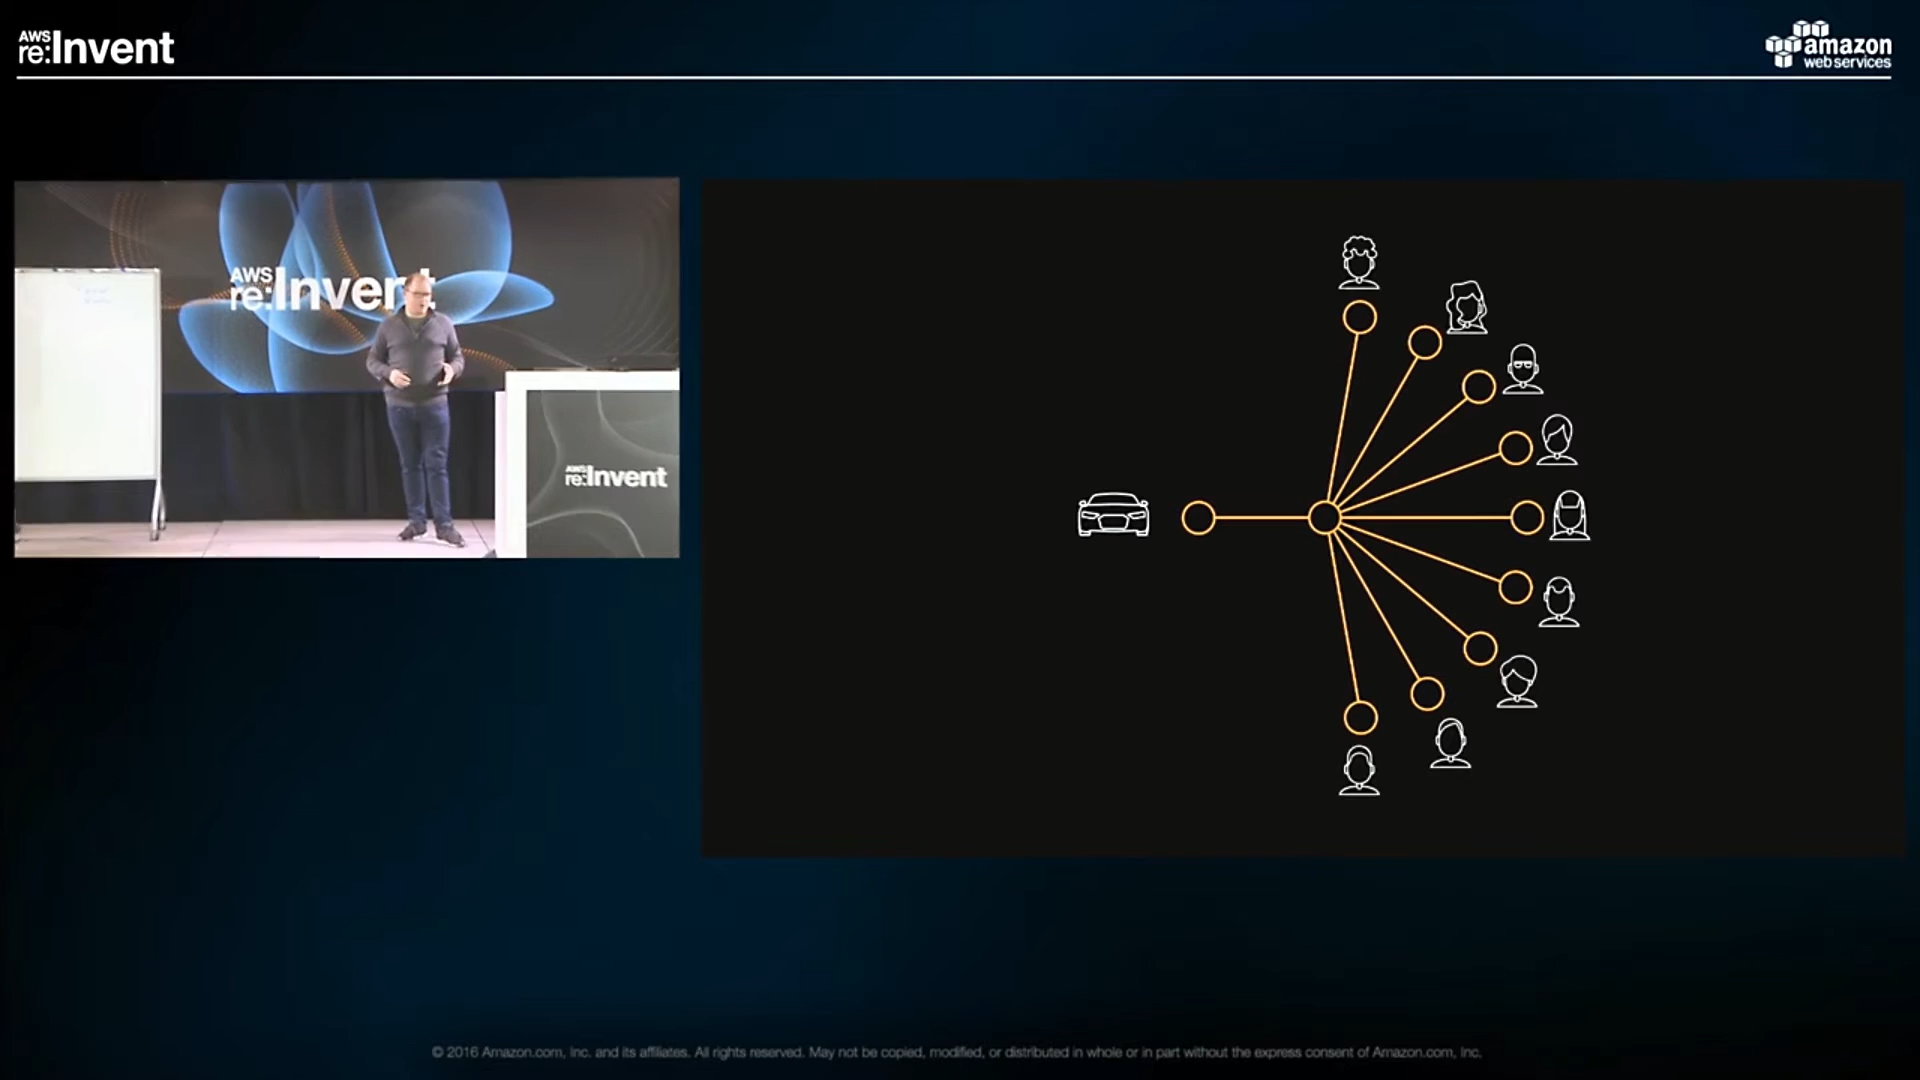 AWS
re:Invent
amazon
web services
AWS
re:Invent
AWS
re:Invent
© 2016 Amazon.com, Inc. and its affiliates. All rights reserved. May not be copied, modified, or distributed in whole or in part without the express consent of Amazon.com, Inc.